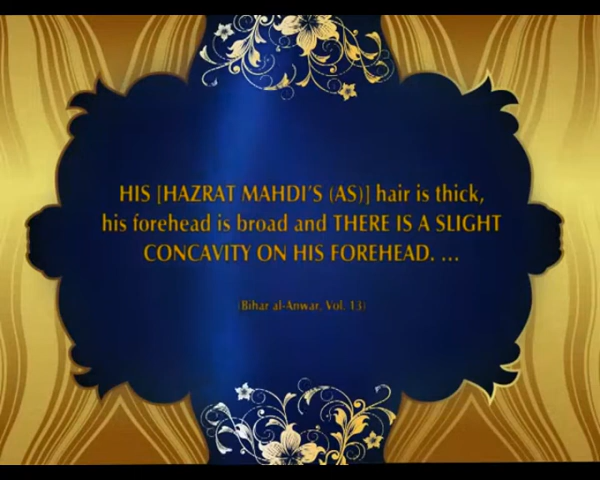 HIS [HAZRAT MAHDI'S (AS)] hair is thick,
his forehead is broad and THERE IS A SLIGHT
CONCAVITY ON HIS FOREHEAD. ...
(Bihar al-Anwar, Vol. 13)